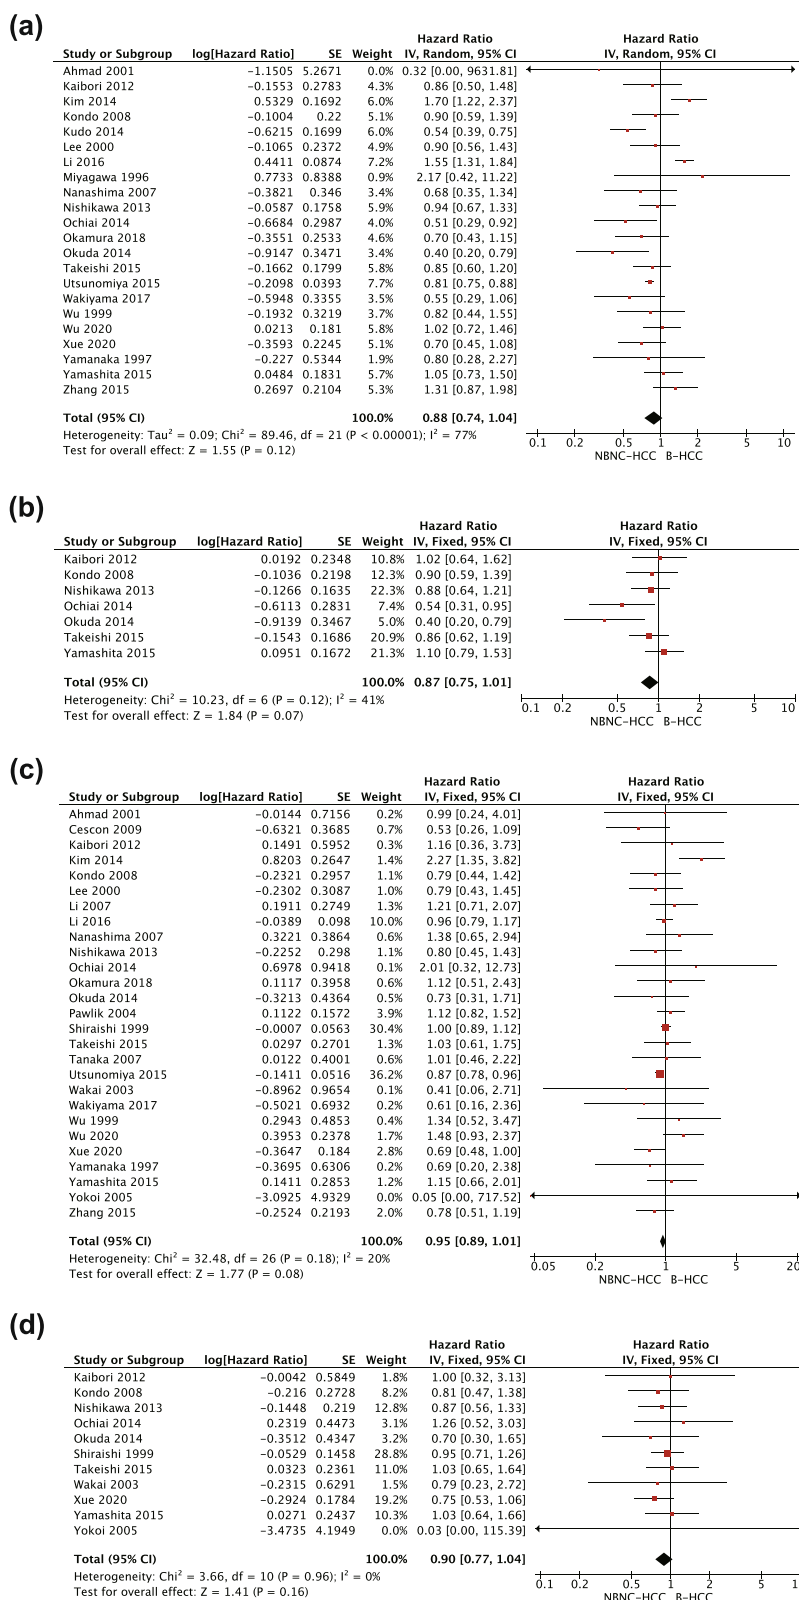 (a)
Hazard Ratio Hazard Ratio
Study or Subgroup log[Hazard Ratio] SE Weight IV, Random, 95% CI IV, Random, 95% CI
Ahmad 2001 −1.1505 5.2671 0.0% 0.32 [0.00, 9631.81]
Kaibori 2012 −0.1553 0.2783 4.3% 0.86 [0.50, 1.48]
Kim 2014 0.5329 0.1692 6.0% 1.70 [1.22, 2.37]
Kondo 2008 −0.1004 0.22 5.1% 0.90 [0.59, 1.39]
Kudo 2014 −0.6215 0.1699 6.0% 0.54 [0.39, 0.75]
Lee 2000 −0.1065 0.2372 4.9% 0.90 [0.56, 1.43]
Li 2016 0.4411 0.0874 7.2% 1.55 [1.31, 1.84]
Miyagawa 1996 0.7733 0.8388 0.9% 2.17 [0.42, 11.22]
Nanashima 2007 −0.3821 0.346 3.4% 0.68 [0.35, 1.34]
Nishikawa 2013 −0.0587 0.1758 5.9% 0.94 [0.67, 1.33]
Ochiai 2014 −0.6684 0.2987 4.0% 0.51 [0.29, 0.92]
Okamura 2018 −0.3551 0.2533 4.6% 0.70 [0.43, 1.15]
Okuda 2014 −0.9147 0.3471 3.4% 0.40 [0.20, 0.79]
Takeishi 2015 −0.1662 0.1799 5.8% 0.85 [0.60, 1.20]
Utsunomiya 2015 −0.2098 0.0393 7.7% 0.81 [0.75, 0.88]
Wakiyama 2017 −0.5948 0.3355 3.5% 0.55 [0.29, 1.06]
Wu 1999 −0.1932 0.3219 3.7% 0.82 [0.44, 1.55]
Wu 2020 0.0213 0.181 5.8% 1.02 [0.72, 1.46]
Xue 2020 −0.3593 0.2245 5.1% 0.70 [0.45, 1.08]
Yamanaka 1997 −0.227 0.5344 1.9% 0.80 [0.28, 2.27]
Yamashita 2015 0.0484 0.1831 5.7% 1.05 [0.73, 1.50]
Zhang 2015 0.2697 0.2104 5.3% 1.31 [0.87, 1.98]
Total (95% CI) 100.0% 0.88 [0.74, 1.04]
Heterogeneity: Tau² = 0.09; Chi² = 89.46, df = 21 (P < 0.00001); I² = 77%
Test for overall effect: Z = 1.55 (P = 0.12)
0.1 0.2 0.5 1 2 5 10
NBNC−HCC B−HCC
(b)
Hazard Ratio Hazard Ratio
Study or Subgroup log[Hazard Ratio] SE Weight IV, Fixed, 95% CI IV, Fixed, 95% CI
Kaibori 2012 0.0192 0.2348 10.8% 1.02 [0.64, 1.62]
Kondo 2008 −0.1036 0.2198 12.3% 0.90 [0.59, 1.39]
Nishikawa 2013 −0.1266 0.1635 22.3% 0.88 [0.64, 1.21]
Ochiai 2014 −0.6113 0.2831 7.4% 0.54 [0.31, 0.95]
Okuda 2014 −0.9139 0.3467 5.0% 0.40 [0.20, 0.79]
Takeishi 2015 −0.1543 0.1686 20.9% 0.86 [0.62, 1.19]
Yamashita 2015 0.0951 0.1672 21.3% 1.10 [0.79, 1.53]
Total (95% CI) 100.0% 0.87 [0.75, 1.01]
Heterogeneity: Chi² = 10.23, df = 6 (P = 0.12); I² = 41%
Test for overall effect: Z = 1.84 (P = 0.07)
0.1 0.2 0.5 1 2 5 10
NBNC−HCC B−HCC
(c)
Hazard Ratio Hazard Ratio
Study or Subgroup log[Hazard Ratio] SE Weight IV, Fixed, 95% CI IV, Fixed, 95% CI
Ahmad 2001 −0.0144 0.7156 0.2% 0.99 [0.24, 4.01]
Cescon 2009 −0.6321 0.3685 0.7% 0.53 [0.26, 1.09]
Kaibori 2012 0.1491 0.5952 0.3% 1.16 [0.36, 3.73]
Kim 2014 0.8203 0.2647 1.4% 2.27 [1.35, 3.82]
Kondo 2008 −0.2321 0.2957 1.1% 0.79 [0.44, 1.42]
Lee 2000 −0.2302 0.3087 1.0% 0.79 [0.43, 1.45]
Li 2007 0.1911 0.2749 1.3% 1.21 [0.71, 2.07]
Li 2016 −0.0389 0.098 10.0% 0.96 [0.79, 1.17]
Nanashima 2007 0.3221 0.3864 0.6% 1.38 [0.65, 2.94]
Nishikawa 2013 −0.2252 0.298 1.1% 0.80 [0.45, 1.43]
Ochiai 2014 0.6978 0.9418 0.1% 2.01 [0.32, 12.73]
Okamura 2018 0.1117 0.3958 0.6% 1.12 [0.51, 2.43]
Okuda 2014 −0.3213 0.4364 0.5% 0.73 [0.31, 1.71]
Pawlik 2004 0.1122 0.1572 3.9% 1.12 [0.82, 1.52]
Shiraishi 1999 −0.0007 0.0563 30.4% 1.00 [0.89, 1.12]
Takeishi 2015 0.0297 0.2701 1.3% 1.03 [0.61, 1.75]
Tanaka 2007 0.0122 0.4001 0.6% 1.01 [0.46, 2.22]
Utsunomiya 2015 −0.1411 0.0516 36.2% 0.87 [0.78, 0.96]
Wakai 2003 −0.8962 0.9654 0.1% 0.41 [0.06, 2.71]
Wakiyama 2017 −0.5021 0.6932 0.2% 0.61 [0.16, 2.36]
Wu 1999 0.2943 0.4853 0.4% 1.34 [0.52, 3.47]
Wu 2020 0.3953 0.2378 1.7% 1.48 [0.93, 2.37]
Xue 2020 −0.3647 0.184 2.8% 0.69 [0.48, 1.00]
Yamanaka 1997 −0.3695 0.6306 0.2% 0.69 [0.20, 2.38]
Yamashita 2015 0.1411 0.2853 1.2% 1.15 [0.66, 2.01]
Yokoi 2005 −3.0925 4.9329 0.0% 0.05 [0.00, 717.52]
Zhang 2015 −0.2524 0.2193 2.0% 0.78 [0.51, 1.19]
Total (95% CI) 100.0% 0.95 [0.89, 1.01]
Heterogeneity: Chi² = 32.48, df = 26 (P = 0.18); I² = 20%
Test for overall effect: Z = 1.77 (P = 0.08)
0.05 0.2 1 5 20
NBNC−HCC B−HCC
(d)
Hazard Ratio Hazard Ratio
Study or Subgroup log[Hazard Ratio] SE Weight IV, Fixed, 95% CI IV, Fixed, 95% CI
Kaibori 2012 −0.0042 0.5849 1.8% 1.00 [0.32, 3.13]
Kondo 2008 −0.216 0.2728 8.2% 0.81 [0.47, 1.38]
Nishikawa 2013 −0.1448 0.219 12.8% 0.87 [0.56, 1.33]
Ochiai 2014 0.2319 0.4473 3.1% 1.26 [0.52, 3.03]
Okuda 2014 −0.3512 0.4347 3.2% 0.70 [0.30, 1.65]
Shiraishi 1999 −0.0529 0.1458 28.8% 0.95 [0.71, 1.26]
Takeishi 2015 0.0323 0.2361 11.0% 1.03 [0.65, 1.64]
Wakai 2003 −0.2315 0.6291 1.5% 0.79 [0.23, 2.72]
Xue 2020 −0.2924 0.1784 19.2% 0.75 [0.53, 1.06]
Yamashita 2015 0.0271 0.2437 10.3% 1.03 [0.64, 1.66]
Yokoi 2005 −3.4735 4.1949 0.0% 0.03 [0.00, 115.39]
Total (95% CI) 100.0% 0.90 [0.77, 1.04]
Heterogeneity: Chi² = 3.66, df = 10 (P = 0.96); I² = 0%
Test for overall effect: Z = 1.41 (P = 0.16)
0.1 0.2 0.5 1 2 5
NBNC−HCC B−HCC